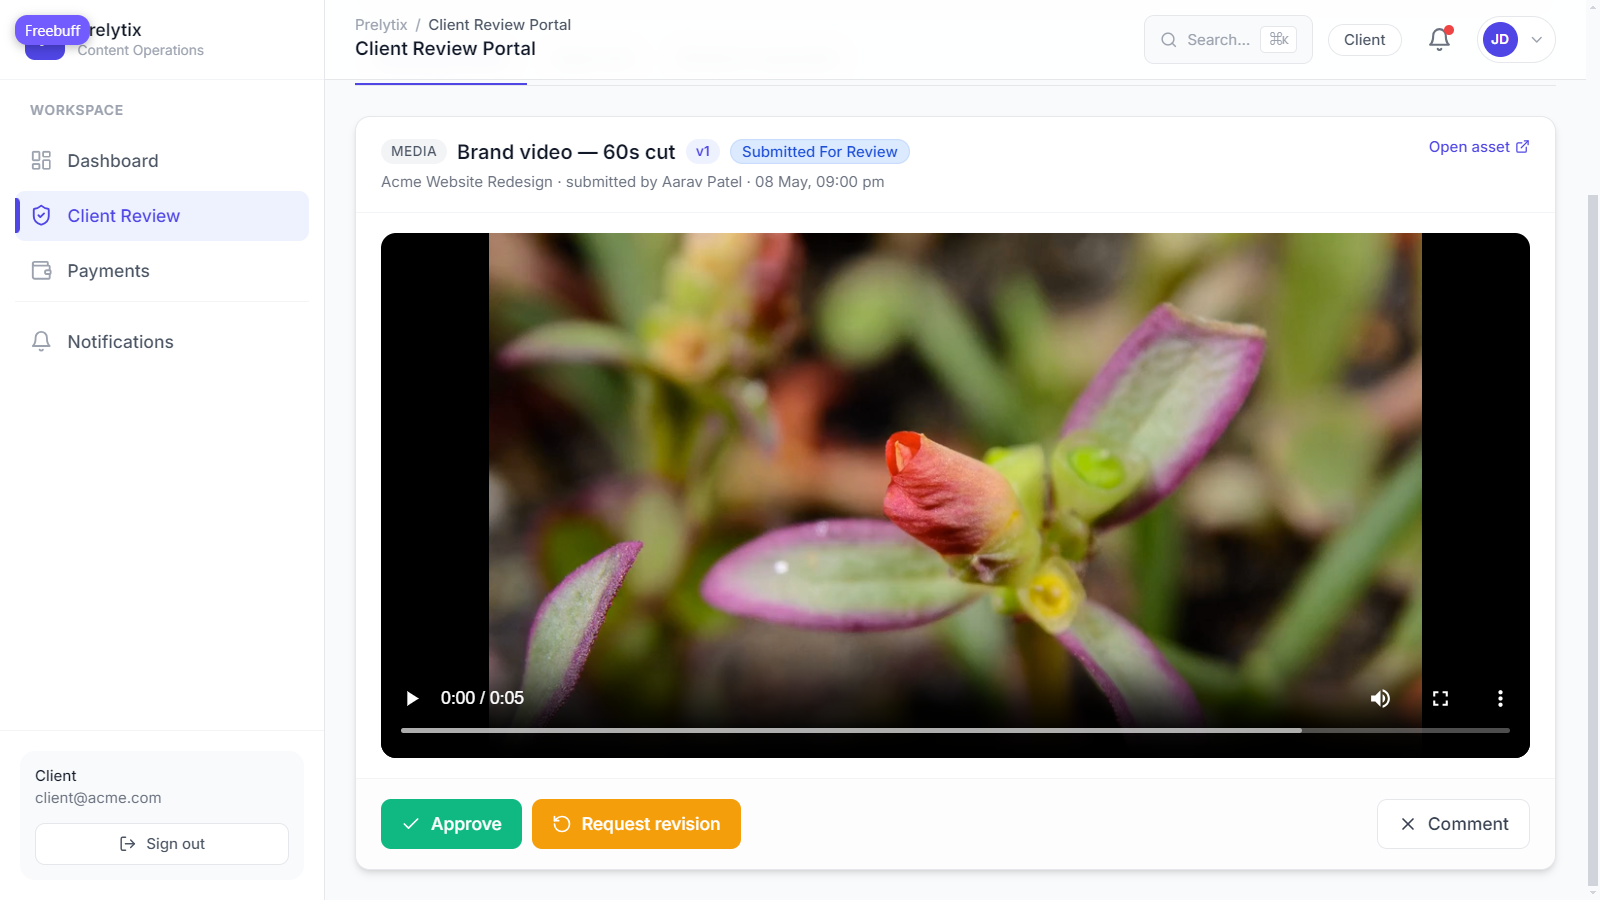 Freebuff
relytix
Content Operations
WORKSPACE
Dashboard
Client Review
Payments
Notifications
Client
client@acme.com
Sign out
Prelytix / Client Review Portal
Client Review Portal
Search... ⌘k
Client
JD
MEDIA Brand video — 60s cut v1 Submitted For Review
Open asset
Acme Website Redesign · submitted by Aarav Patel · 08 May, 09:00 pm
0:00 / 0:05
Approve
Request revision
Comment